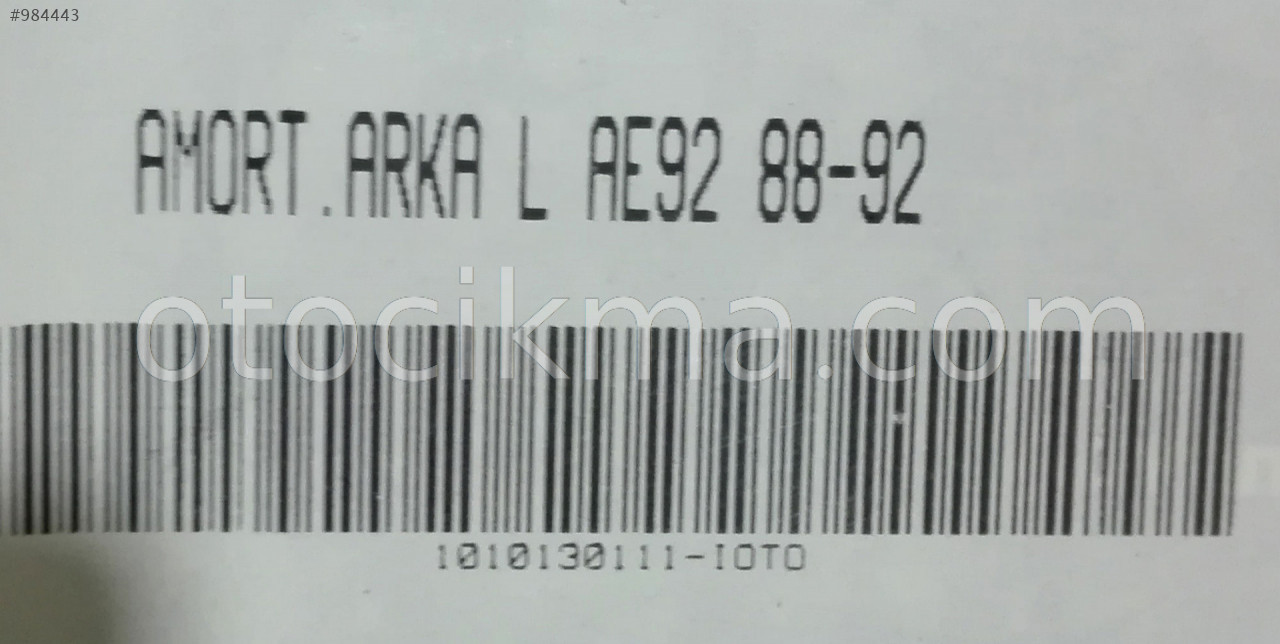 #984443
AMORT.ARKA L AE92 88-92
otocikma.com
1010130111-IOTO